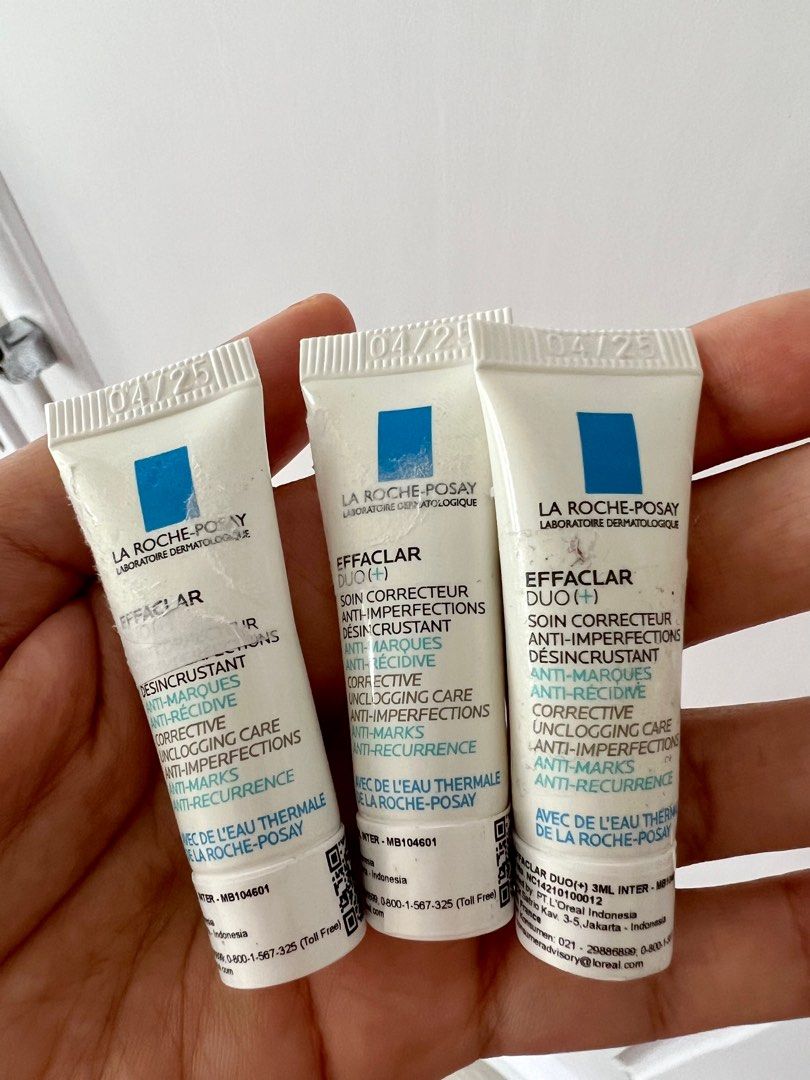 04/25
LA ROCHE-POSAY
LABORATOIRE DERMATOLOGIQUE
EFFACLAR
DÉSINCRUSTANT
ANTI-MARQUES
ANTI-RÉCIDIVE
CORRECTIVE
UNCLOGGING CARE
ANTI-IMPERFECTIONS
ANTI-MARKS
ANTI-RECURRENCE
AVEC DE L'EAU THERMALE
DE LA ROCHE-POSAY
INTER - MB104601
- Indonesia
0-800-1-567-325 (Toll Free)
.com
04/25
LA ROCHE-POSAY
LABORATOIRE DERMATOLOGIQUE
EFFACLAR
DUO(+)
SOIN CORRECTEUR
ANTI-IMPERFECTIONS
DÉSINCRUSTANT
ANTI-MARQUES
ANTI-RÉCIDIVE
CORRECTIVE
UNCLOGGING CARE
ANTI-IMPERFECTIONS
ANTI-MARKS
ANTI-RECURRENCE
AVEC DE L'EAU THERMALE
DE LA ROCHE-POSAY
INTER - MB104601
- Indonesia
0-800-1-567-325 (Toll Free)
04/25
LA ROCHE-POSAY
LABORATOIRE DERMATOLOGIQUE
EFFACLAR
DUO(+)
SOIN CORRECTEUR
ANTI-IMPERFECTIONS
DÉSINCRUSTANT
ANTI-MARQUES
ANTI-RÉCIDIVE
CORRECTIVE
UNCLOGGING CARE
ANTI-IMPERFECTIONS
ANTI-MARKS
ANTI-RECURRENCE
AVEC DE L'EAU
DE LA ROCHE-POSAY
DUO(+) 3ML INTER -
NC14210100012
by PT.L'Oreal Indonesia
Kav. 3-5, Jakarta - Indonesia
021 - 29886899,
@loreal.com